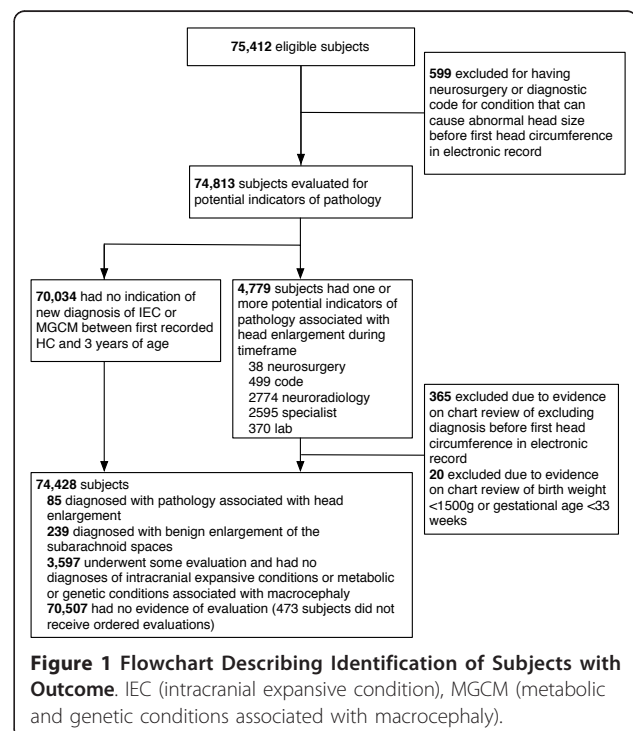 75,412 eligible subjects
599 excluded for having
neurosurgery or diagnostic
code for condition that can
cause abnormal head size
before first head circumference
in electronic record
74,813 subjects evaluated for
potential indicators of pathology
70,034 had no indication of
new diagnosis of IEC or
MGCM between first recorded
HC and 3 years of age
4,779 subjects had one or
more potential indicators of
pathology associated with
head enlargement during
timeframe
38 neurosurgery
499 code
2774 neuroradiology
2595 specialist
370 lab
365 excluded due to evidence
on chart review of excluding
diagnosis before first head
circumference in electronic
record
20 excluded due to evidence
on chart review of birth weight
<1500g or gestational age <33
weeks
74,428 subjects
85 diagnosed with pathology associated with head
enlargement
239 diagnosed with benign enlargement of the
subarachnoid spaces
3,597 underwent some evaluation and had no
diagnoses of intracranial expansive conditions or metabolic
or genetic conditions associated with macrocephaly
70,507 had no evidence of evaluation (473 subjects did not
receive ordered evaluations)
Figure 1 Flowchart Describing Identification of Subjects with
Outcome. IEC (intracranial expansive condition), MGCM (metabolic
and genetic conditions associated with macrocephaly).